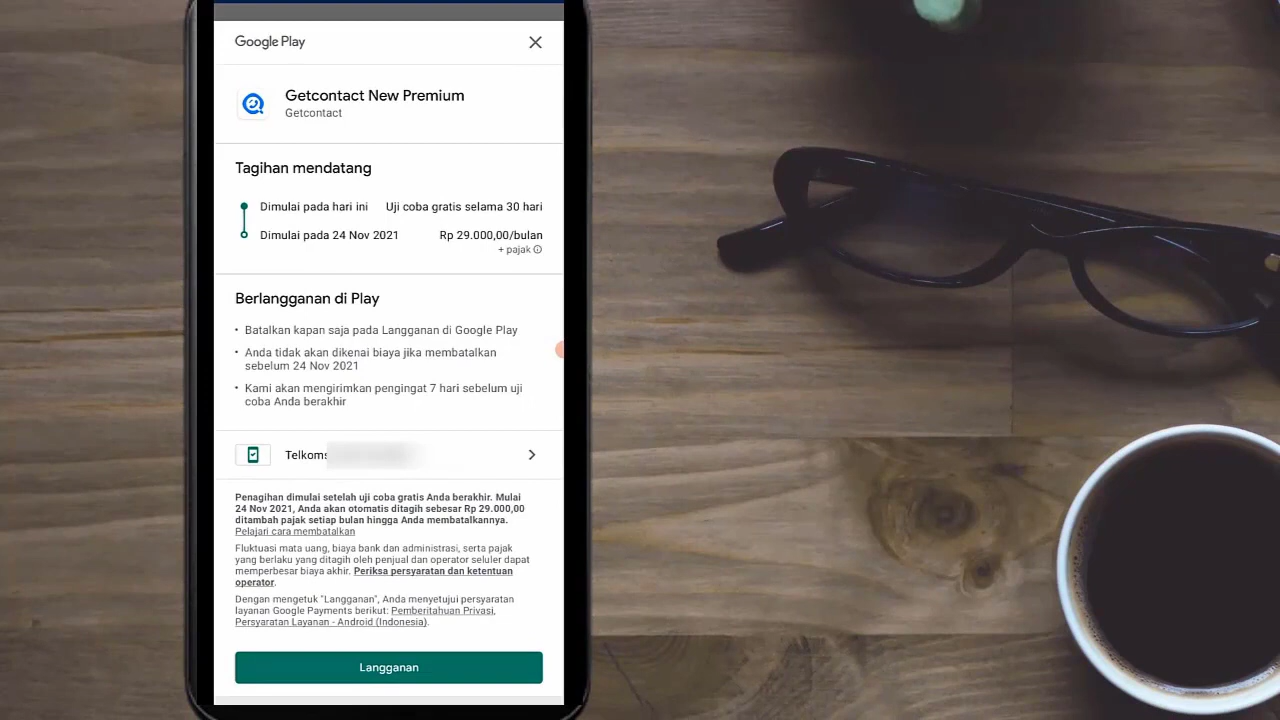 Google Play
Getcontact New Premium
Getcontact
Tagihan mendatang
Dimulai pada hari ini Uji coba gratis selama 30 hari
Dimulai pada 24 Nov 2021 Rp 29.000,00/bulan
+ pajak
Berlangganan di Play
• Batalkan kapan saja pada Langganan di Google Play
• Anda tidak akan dikenai biaya jika membatalkan
sebelum 24 Nov 2021
• Kami akan mengirimkan pengingat 7 hari sebelum uji
coba Anda berakhir
Penagihan dimulai setelah uji coba gratis Anda berakhir. Mulai
24 Nov 2021, Anda akan otomatis ditagih sebesar Rp 29.000,00
ditambah pajak setiap bulan hingga Anda membatalkannya.
Pelajari cara membatalkan
Fluktuasi mata uang, biaya bank dan administrasi, serta pajak
yang berlaku yang ditagih oleh penjual dan operator seluler dapat
memperbesar biaya akhir. Periksa persyaratan dan ketentuan
operator.
Dengan mengetuk "Langganan", Anda menyetujui persyaratan
layanan Google Payments berikut: Pemberitahuan Privasi,
Persyaratan Layanan - Android (Indonesia).
Langganan